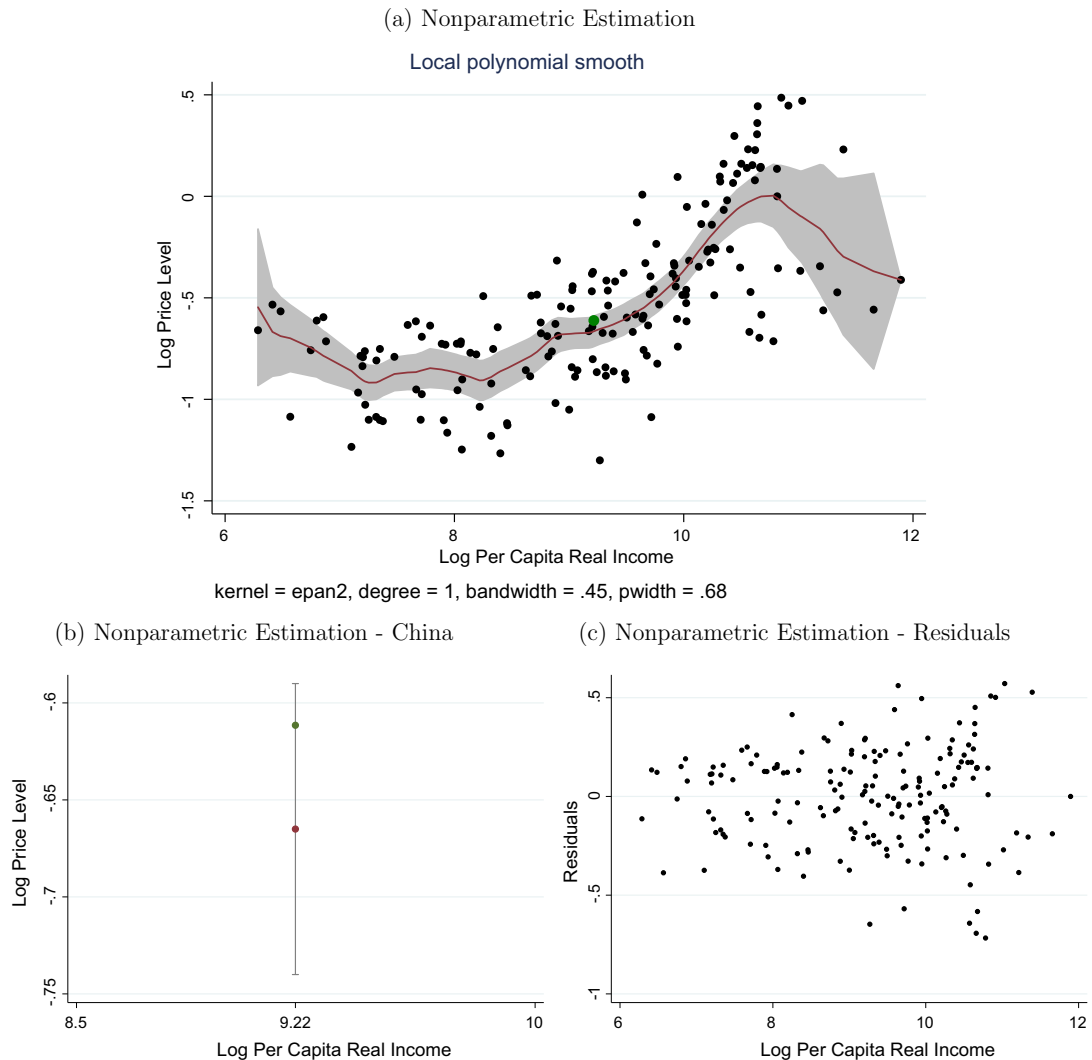 (a) Nonparametric Estimation
Local polynomial smooth
.5
0
-.5
-1
-1.5
Log Price Level
6 8 10 12
Log Per Capita Real Income
kernel = epan2, degree = 1, bandwidth = .45, pwidth = .68
(b) Nonparametric Estimation - China
-.6
-.65
-.7
-.75
Log Price Level
8.5 9.22 10
Log Per Capita Real Income
(c) Nonparametric Estimation - Residuals
.5
0
-.5
-1
Residuals
6 8 10 12
Log Per Capita Real Income